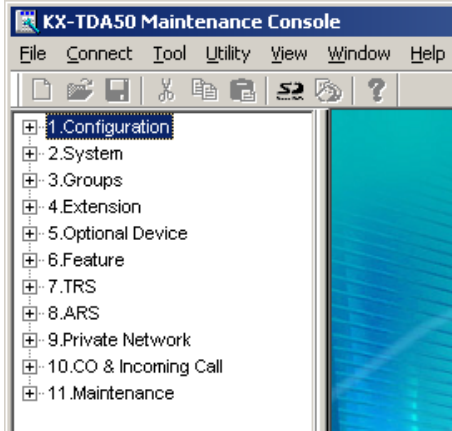 KX-TDA50 Maintenance Console
File Connect Tool Utility View Window Help
1.Configuration
2.System
3.Groups
4.Extension
5.Optional Device
6.Feature
7.TRS
8.ARS
9.Private Network
10.CO & Incoming Call
11.Maintenance